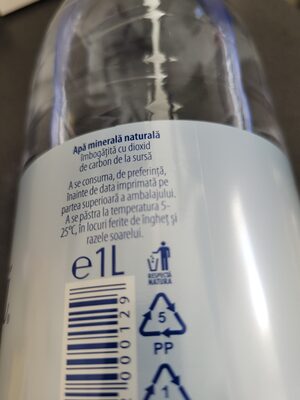 Apă minerală naturală
îmbogățită cu dioxid
de carbon de la sursă
A se consuma, de preferință,
înainte de data imprimată pe
partea superioară a ambalajului.
A se păstra la temperatura 5-
25°C, în locuri ferite de îngheț și
razele soarelui.
e1L
RESPECTĂ
NATURA
5
PP
1
000129